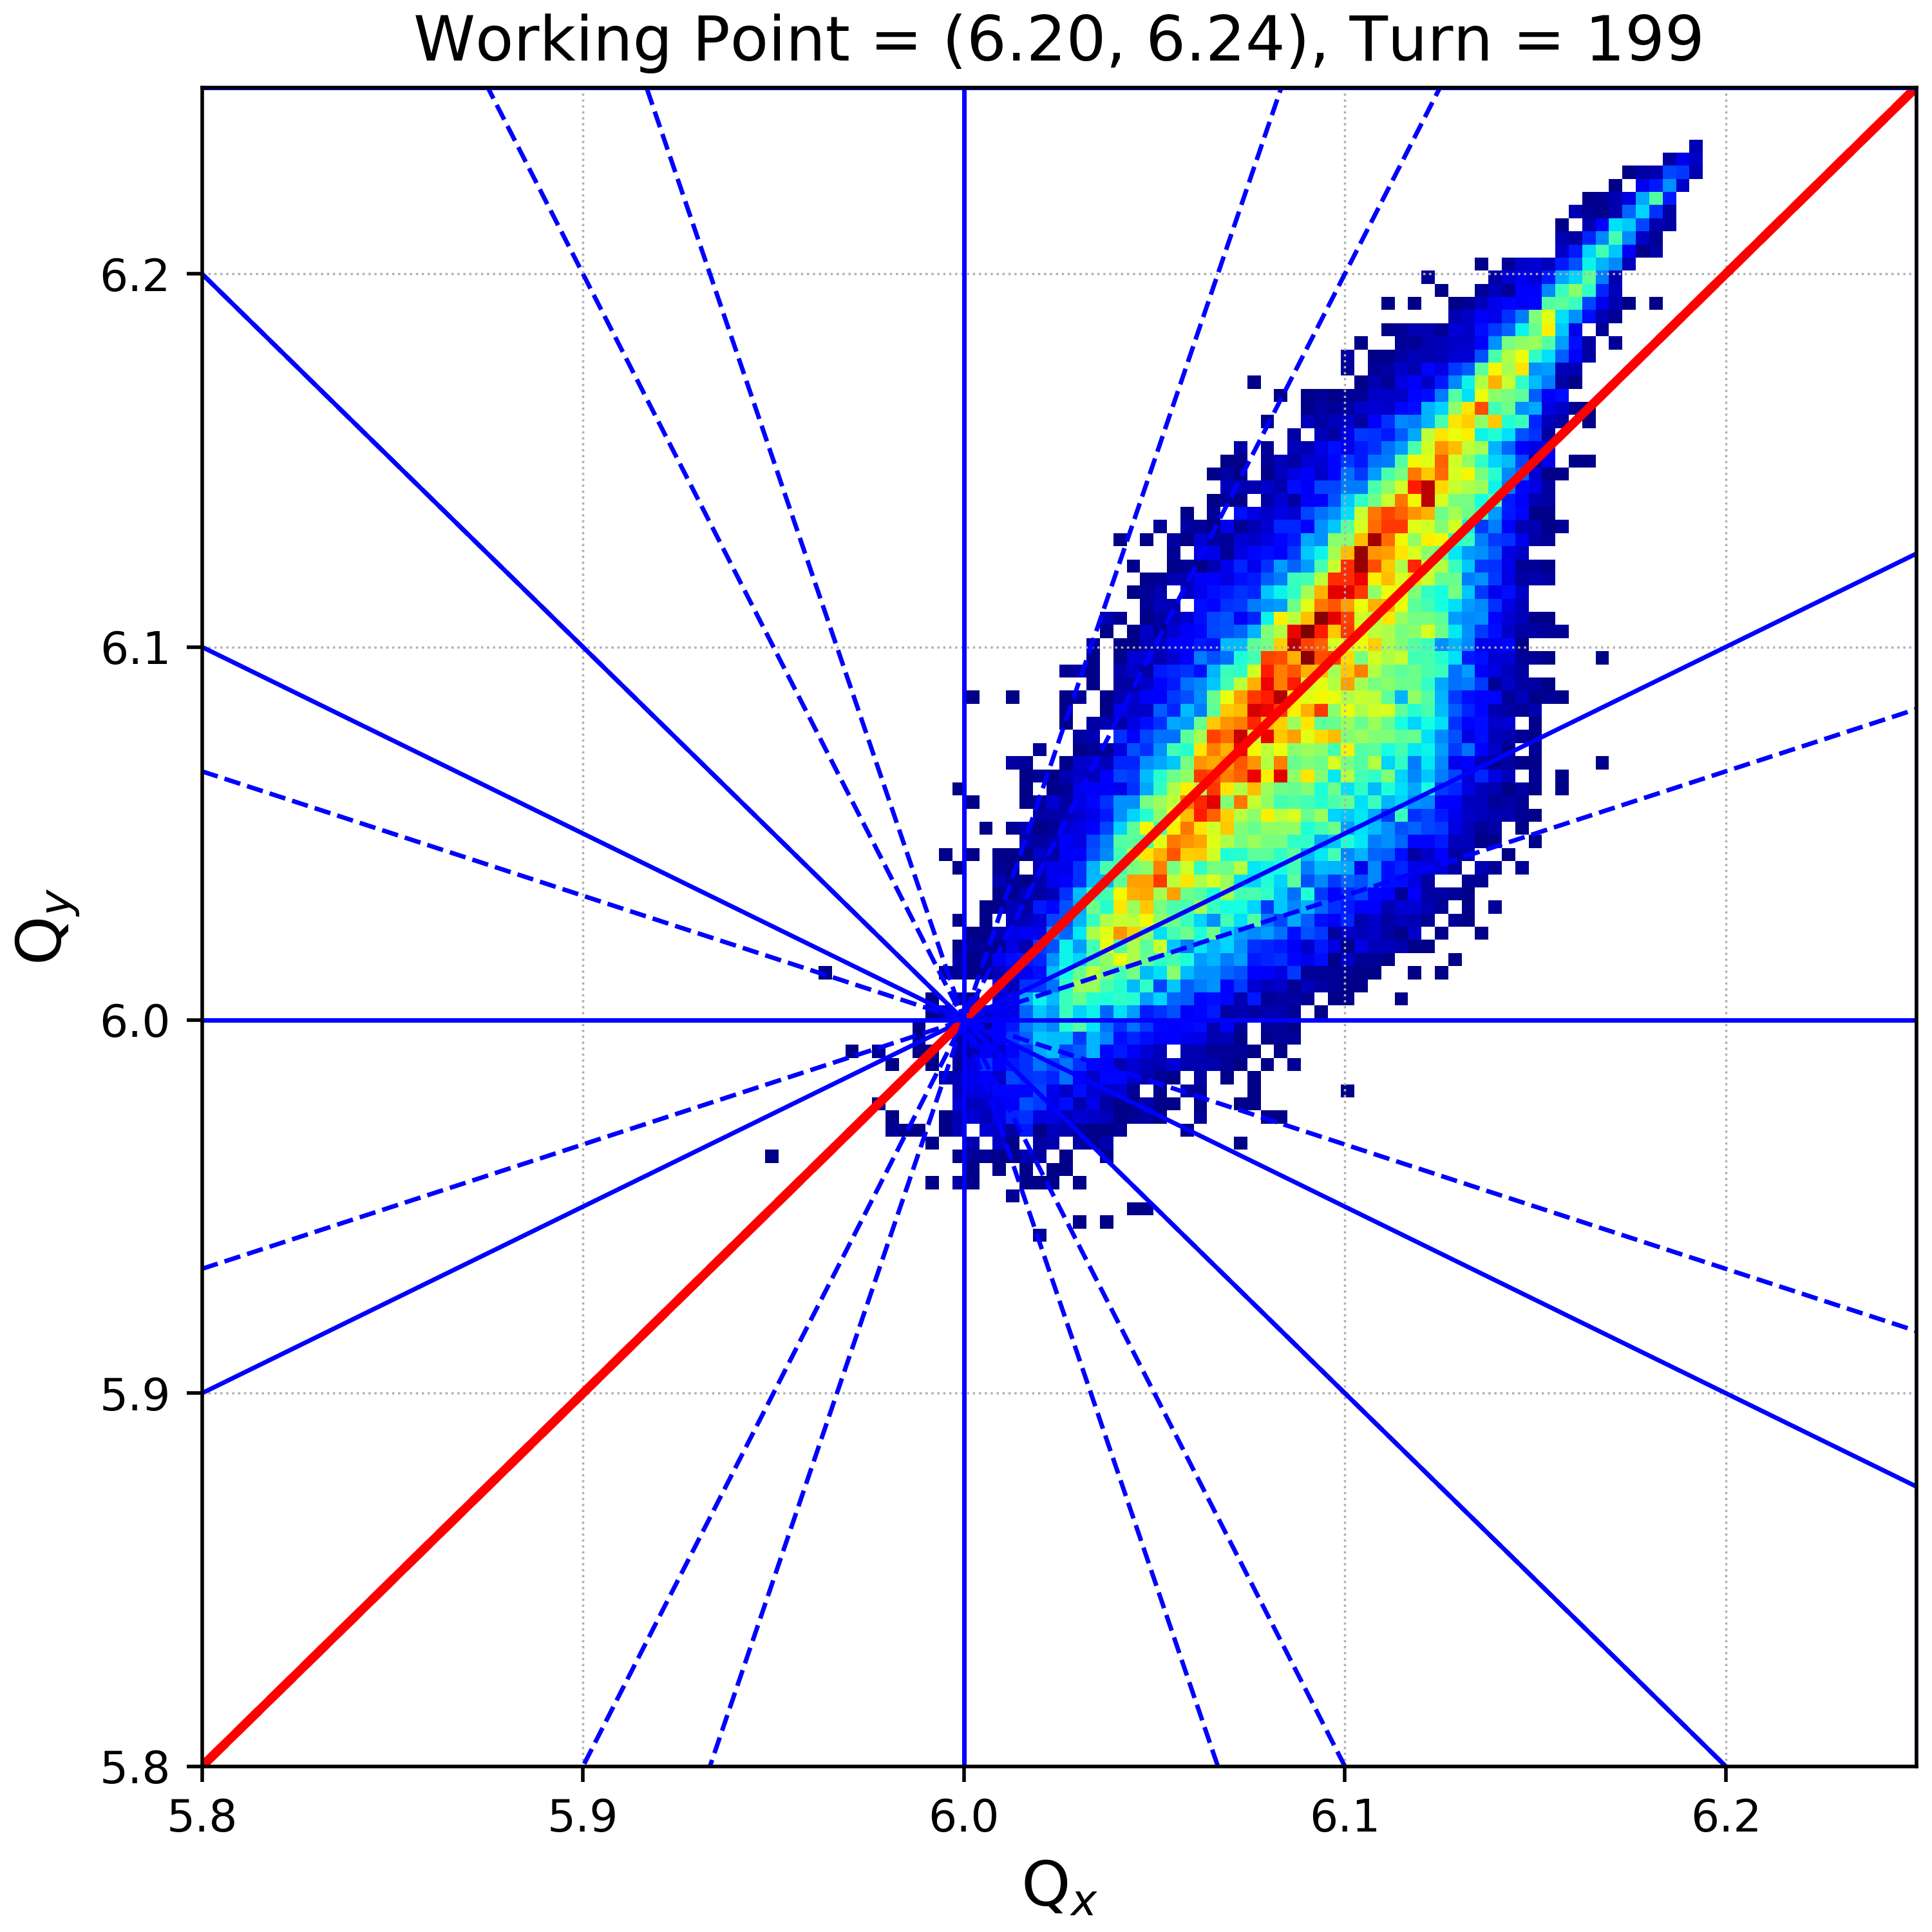 Working Point = (6.20, 6.24), Turn = 199
6.2
6.1
6.0
5.9
5.8
Qy
5.8 5.9 6.0 6.1 6.2
Qx